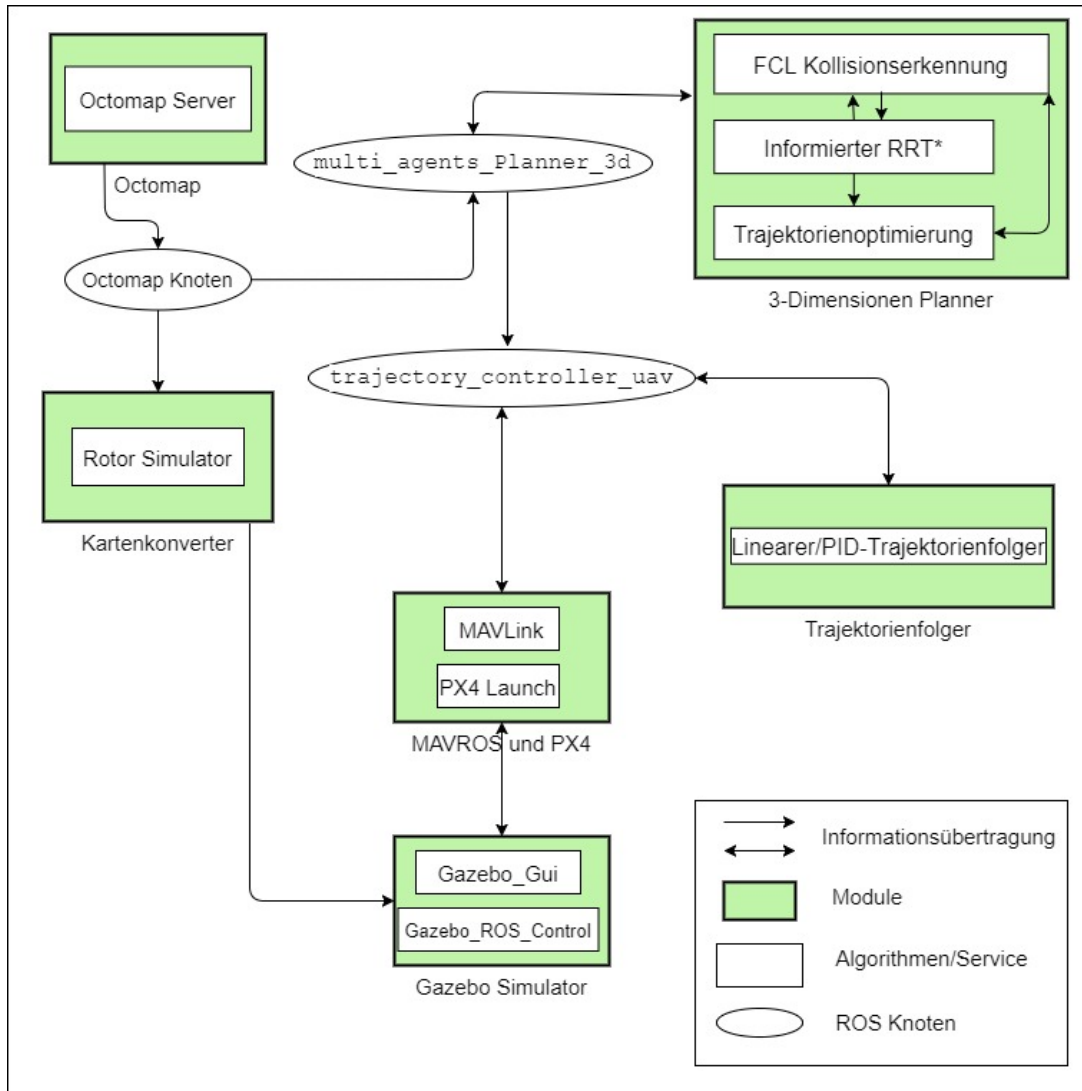 Octomap Server
Octomap
Octomap Knoten
multi_agents_Planner_3d
FCL Kollisionserkennung
Informierter RRT*
Trajektorienoptimierung
3-Dimensionen Planner
trajectory_controller_uav
Rotor Simulator
Kartenkonverter
Linearer/PID-Trajektorienfolger
Trajektorienfolger
MAVLink
PX4 Launch
MAVROS und PX4
Gazebo_Gui
Gazebo_ROS_Control
Gazebo Simulator
Informationsübertragung
Module
Algorithmen/Service
ROS Knoten